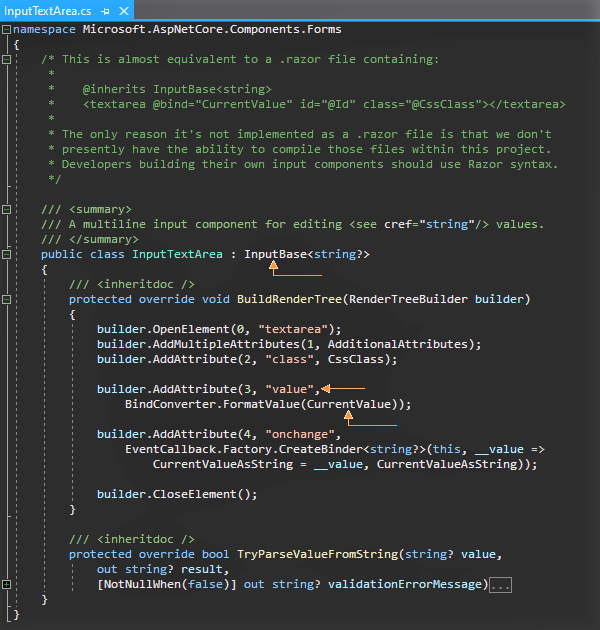 InputTextArea.cs
namespace Microsoft.AspNetCore.Components.Forms
{
/* This is almost equivalent to a .razor file containing:
*
* @inherits InputBase<string>
* <textarea @bind="CurrentValue" id="@Id" class="@CssClass"></textarea>
*
* The only reason it's not implemented as a .razor file is that we don't
* presently have the ability to compile those files within this project.
* Developers building their own input components should use Razor syntax.
*/
/// <summary>
/// A multiline input component for editing <see cref="string"/> values.
/// </summary>
public class InputTextArea : InputBase<string?>
{
/// <inheritdoc />
protected override void BuildRenderTree(RenderTreeBuilder builder)
{
builder.OpenElement(0, "textarea");
builder.AddMultipleAttributes(1, AdditionalAttributes);
builder.AddAttribute(2, "class", CssClass);
builder.AddAttribute(3, "value",
BindConverter.FormatValue(CurrentValue));
builder.AddAttribute(4, "onchange",
EventCallback.Factory.CreateBinder<string?>(this, __value =>
CurrentValueAsString = __value, CurrentValueAsString));
builder.CloseElement();
}
/// <inheritdoc />
protected override bool TryParseValueFromString(string? value,
out string? result,
[NotNullWhen(false)] out string? validationErrorMessage)...
}
}